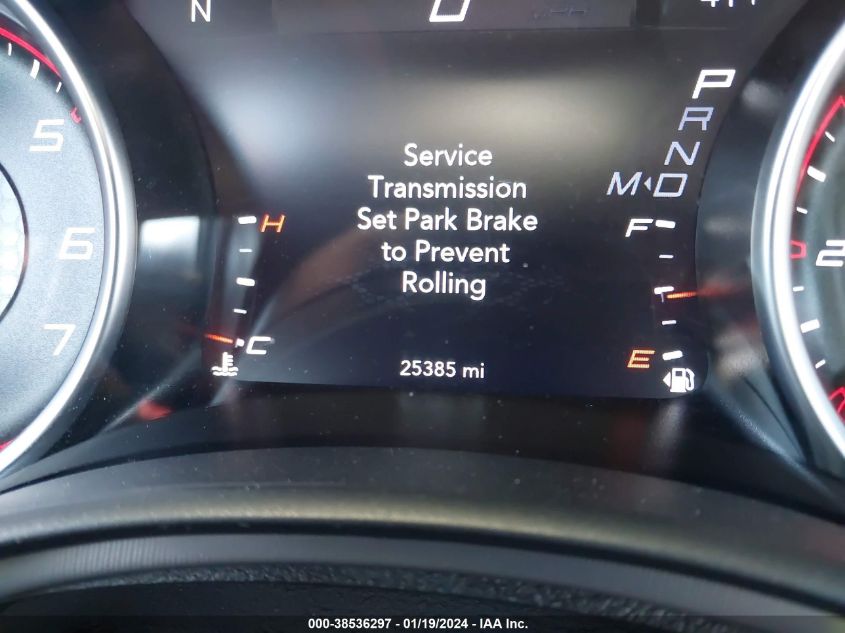 N
P
R
N
M D
Service
Transmission
Set Park Brake
to Prevent
Rolling
H
C
F
E
25385 mi
5
6
7
2
000-38536297 - 01/19/2024 - IAA Inc.